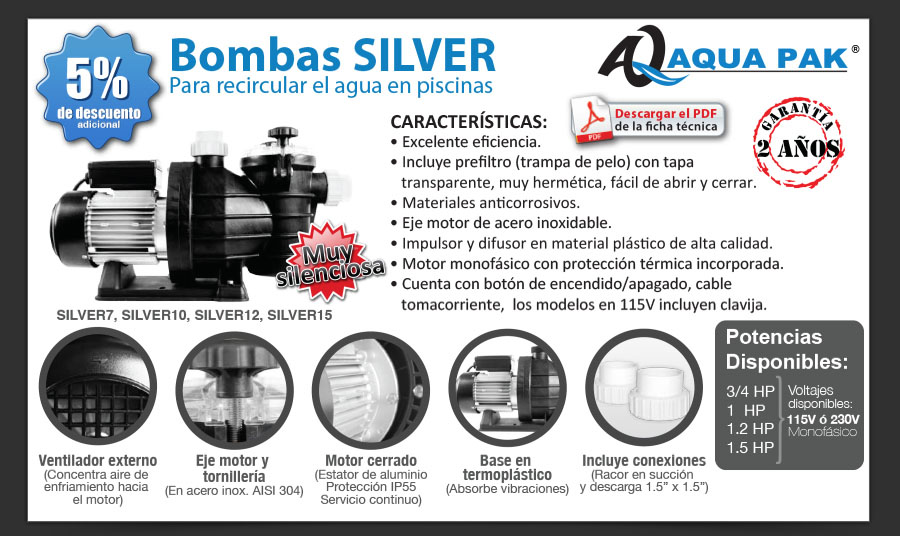 5%
de descuento
adicional
Bombas SILVER
Para recircular el agua en piscinas
AQUA PAK®
CARACTERÍSTICAS:
• Excelente eficiencia.
• Incluye prefiltro (trampa de pelo) con tapa
transparente, muy hermética, fácil de abrir y cerrar.
• Materiales anticorrosivos.
• Eje motor de acero inoxidable.
• Impulsor y difusor en material plástico de alta calidad.
• Motor monofásico con protección térmica incorporada.
• Cuenta con botón de encendido/apagado, cable
tomacorriente, los modelos en 115V incluyen clavija.
PDF
Descargar el PDF
de la ficha técnica
GARANTIA
2 AÑOS
Muy
silenciosa
SILVER7, SILVER10, SILVER12, SILVER15
Ventilador externo
(Concentra aire de
enfriamiento hacia
el motor)
Eje motor y
tornillería
(En acero inox. AISI 304)
Motor cerrado
(Estator de aluminio
Protección IP55
Servicio continuo)
Base en
termoplástico
(Absorbe vibraciones)
Incluye conexiones
(Racor en succión
y descarga 1.5” x 1.5”)
Potencias
Disponibles:
3/4 HP
1 HP
1.2 HP
1.5 HP
Voltajes
disponibles:
115V ó 230V
Monofásico